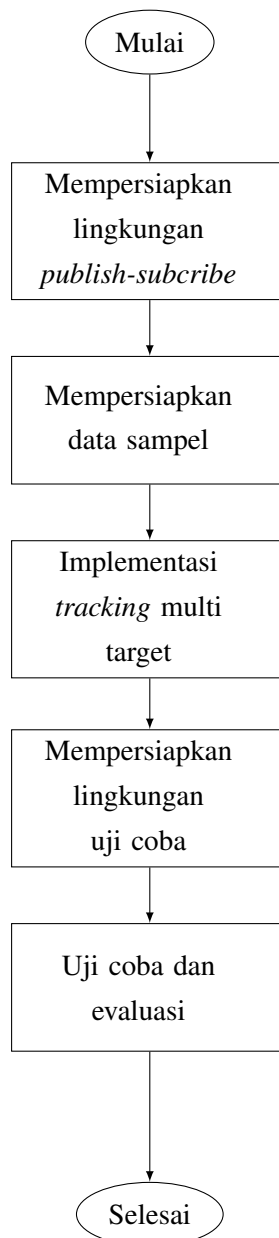 Mulai
Mempersiapkan
lingkungan
publish-subcribe
Mempersiapkan
data sampel
Implementasi
tracking multi
target
Mempersiapkan
lingkungan
uji coba
Uji coba dan
evaluasi
Selesai